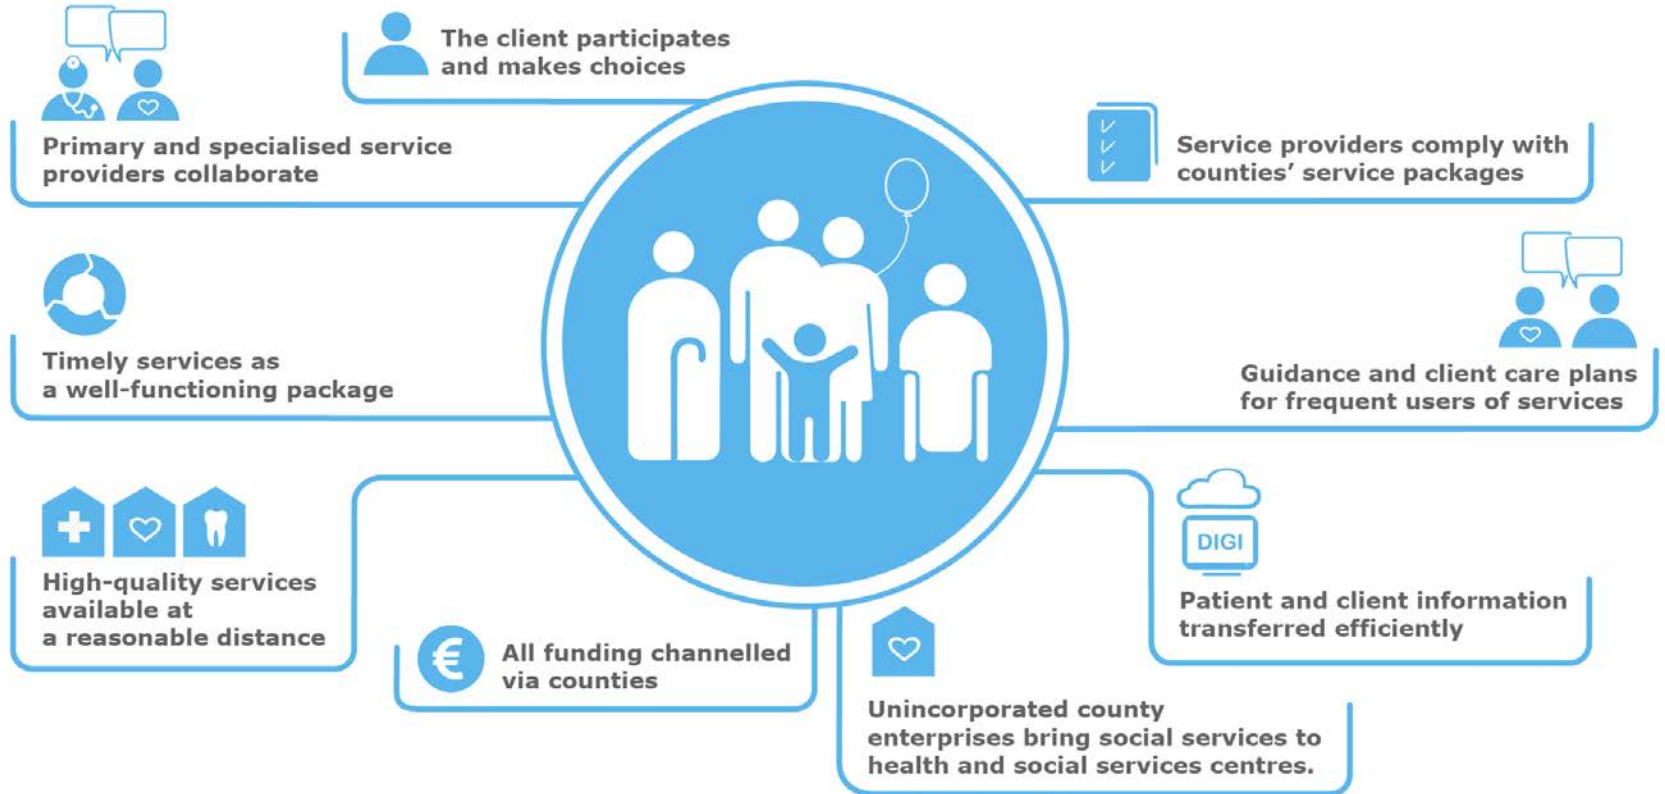 The client participates
and makes choices
Primary and specialised service
providers collaborate
Service providers comply with
counties’ service packages
Timely services as
a well-functioning package
Guidance and client care plans
for frequent users of services
High-quality services
available at
a reasonable distance
DIGI
Patient and client information
transferred efficiently
€
All funding channelled
via counties
Unincorporated county
enterprises bring social services to
health and social services centres.